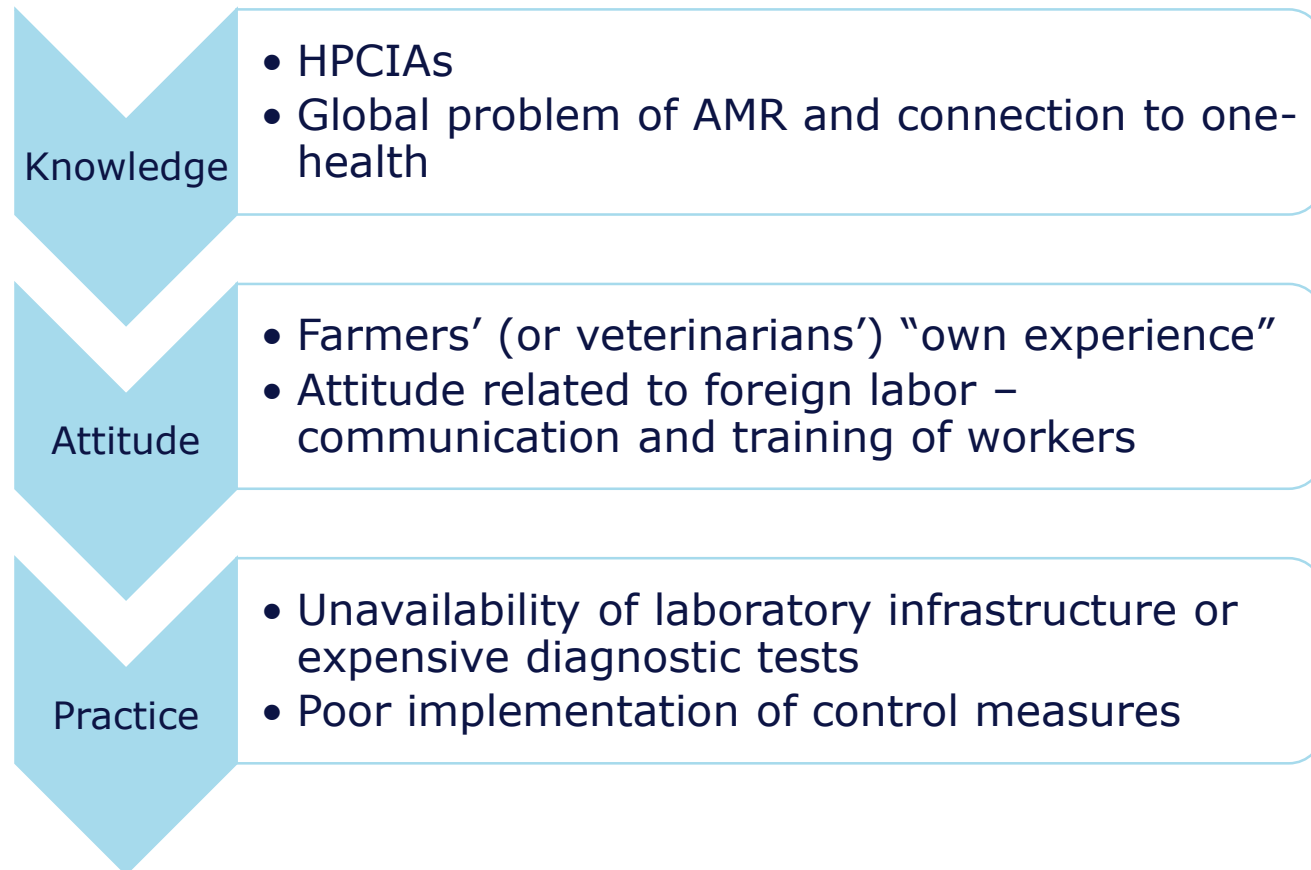 Knowledge
• HPCIAs
• Global problem of AMR and connection to one-
health
Attitude
• Farmers’ (or veterinarians’) “own experience”
• Attitude related to foreign labor –
communication and training of workers
Practice
• Unavailability of laboratory infrastructure or
expensive diagnostic tests
• Poor implementation of control measures